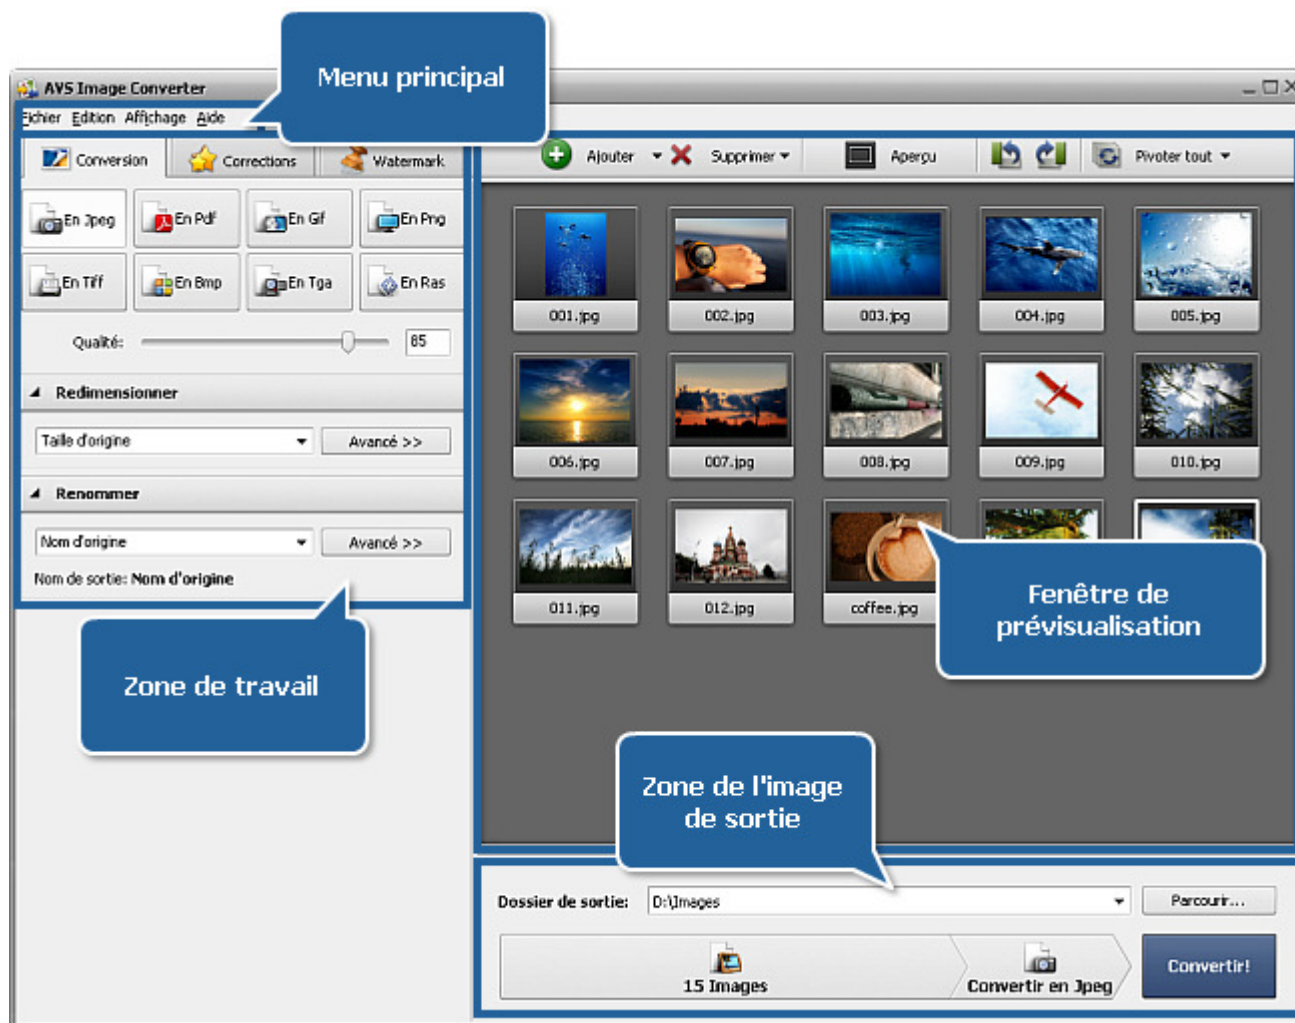 Menu principal
AVS Image Converter
Fichier Edition Affichage Aide
Conversion Corrections Watermark
Ajouter Supprimer Aperçu Pivoter tout
En Jpeg En Pdf En Gif En Png
En Tiff En Bmp En Tga En Ras
Qualité: 85
Redimensionner
Taille d'origine Avancé >>
Renommer
Nom d'origine Avancé >>
Nom de sortie: Nom d'origine
Zone de travail
001.jpg 002.jpg 003.jpg 004.jpg 005.jpg
006.jpg 007.jpg 008.jpg 009.jpg 010.jpg
011.jpg 012.jpg coffee.jpg
Fenêtre de
prévisualisation
Zone de l'image
de sortie
Dossier de sortie: D:\Images Parcourir...
15 Images Convertir en Jpeg Convertir!